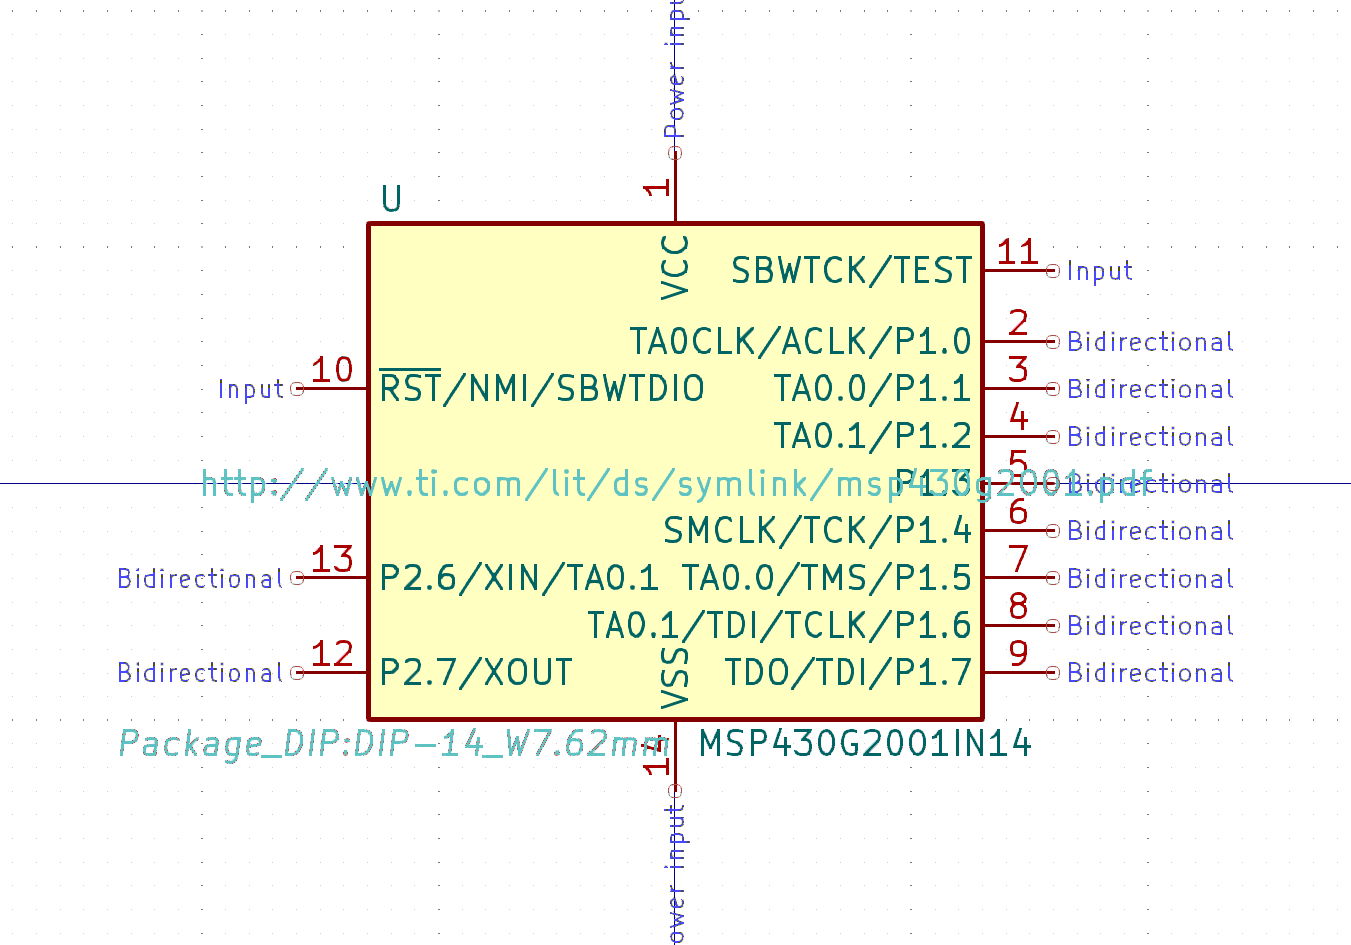 Power input
1
U
VCC
SBWTCK/TEST 11 Input
TA0CLK/ACLK/P1.0 2 Bidirectional
Input 10 RST/NMI/SBWTDIO TA0.0/P1.1 3 Bidirectional
TA0.1/P1.2 4 Bidirectional
http://www.ti.com/lit/ds/symlink/msp430g2001.pdf
P1.3 5 Bidirectional
SMCLK/TCK/P1.4 6 Bidirectional
Bidirectional 13 P2.6/XIN/TA0.1 TA0.0/TMS/P1.5 7 Bidirectional
TA0.1/TDI/TCLK/P1.6 8 Bidirectional
Bidirectional 12 P2.7/XOUT TDO/TDI/P1.7 9 Bidirectional
VSS
Package_DIP:DIP-14_W7.62mm MSP430G2001IN14
14
ower input